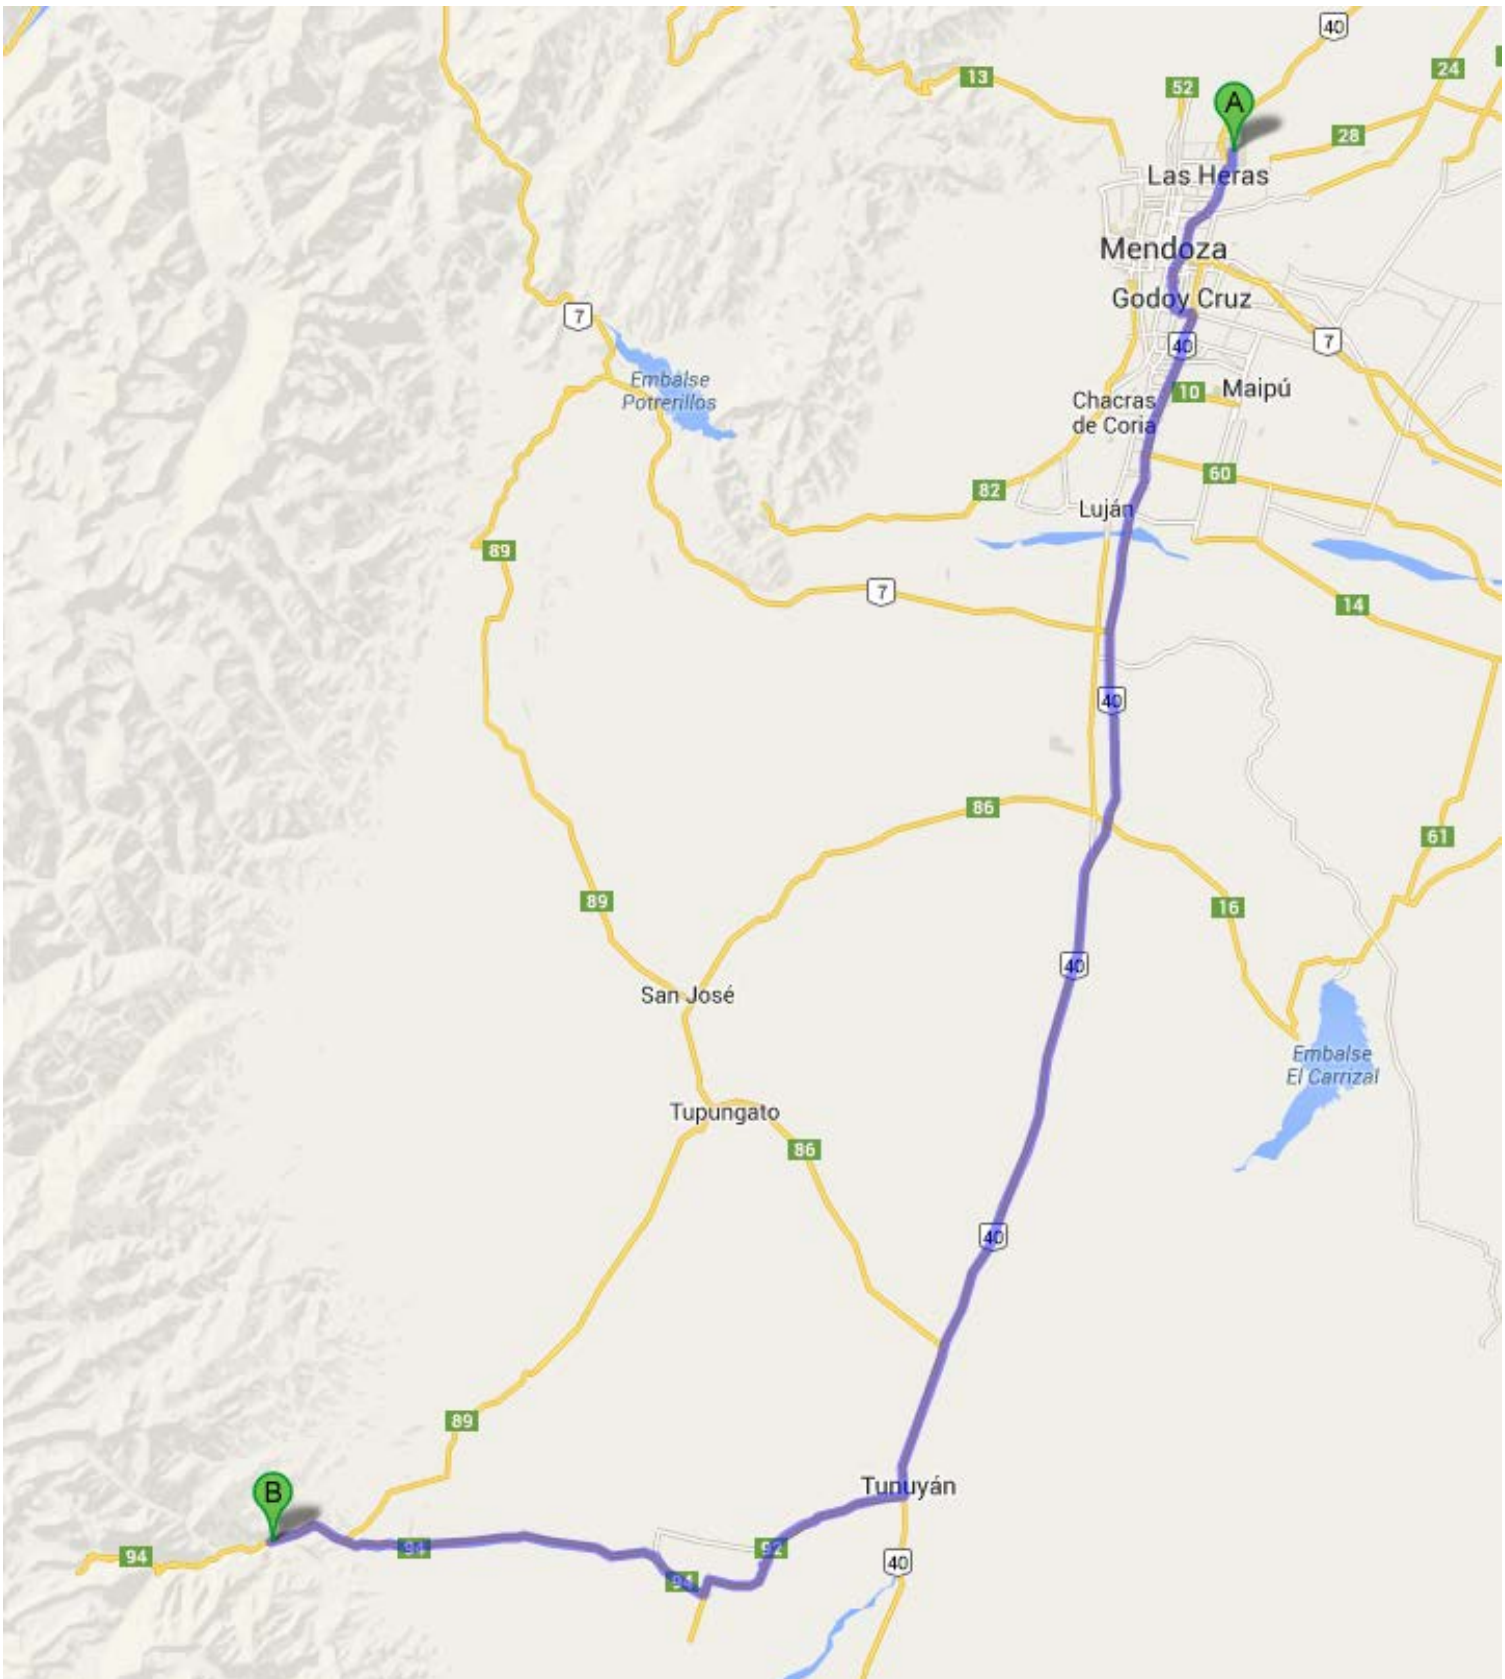 40
24
13
52
A
28
Las Heras
Mendoza
Godoy Cruz
7
40
7
Embalse
Potrerillos
10
Maipú
Chacras
de Coria
60
82
Luján
89
7
14
40
86
61
89
16
40
San José
Embalse
El Carrizal
Tupungato
86
40
89
Tunuyán
B
94
94
92
94
40